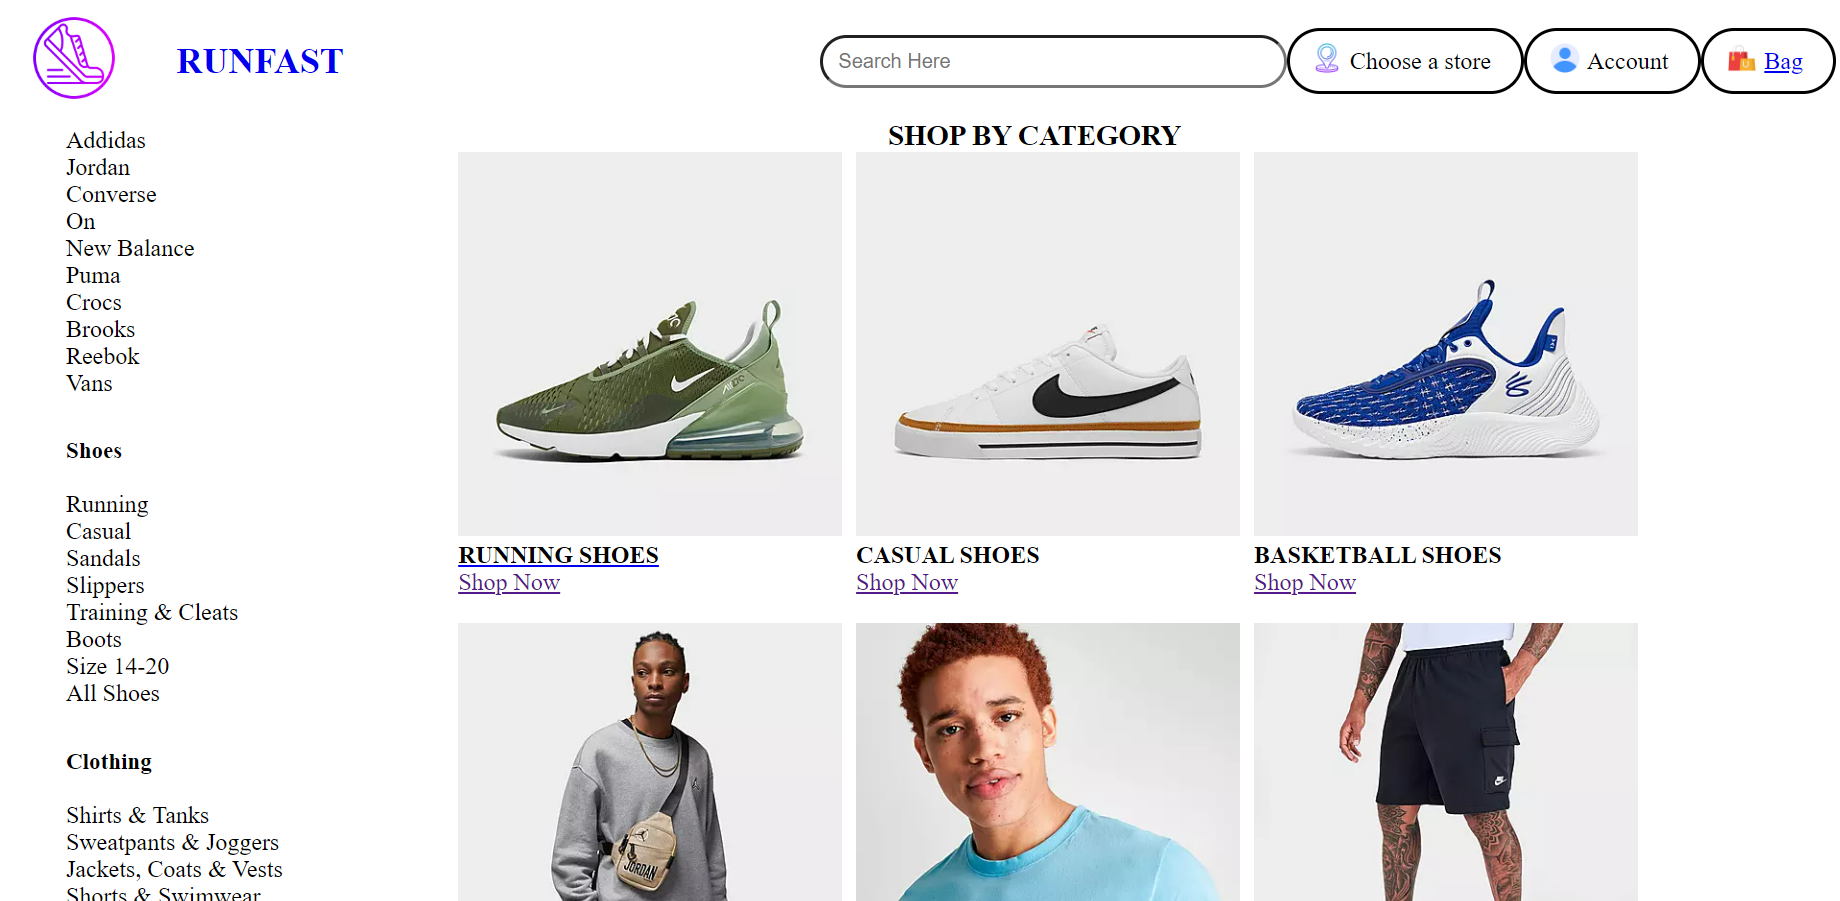 RUNFAST
Search Here
Choose a store
Account
Bag
Addidas
Jordan
Converse
On
New Balance
Puma
Crocs
Brooks
Reebok
Vans
Shoes
Running
Casual
Sandals
Slippers
Training & Cleats
Boots
Size 14-20
All Shoes
Clothing
Shirts & Tanks
Sweatpants & Joggers
Jackets, Coats & Vests
Shorts & Swimwear
SHOP BY CATEGORY
RUNNING SHOES
Shop Now
CASUAL SHOES
Shop Now
BASKETBALL SHOES
Shop Now
JORDAN